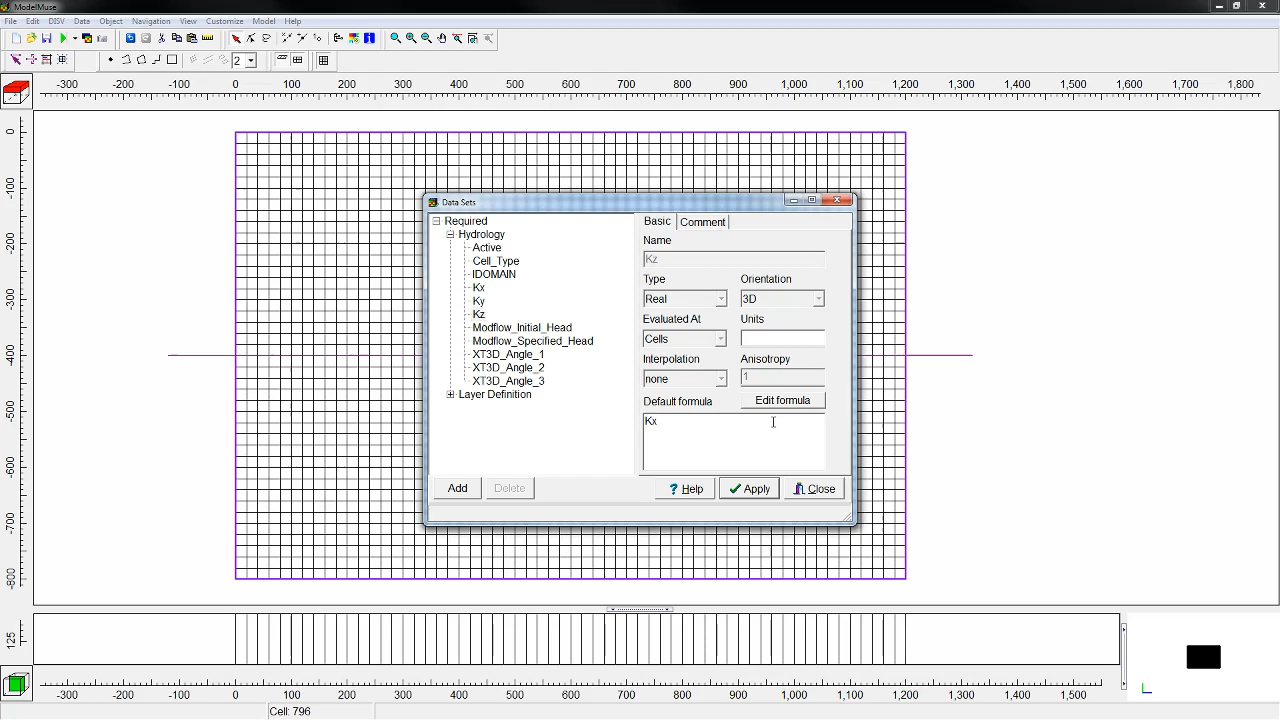 ModelMuse
File Edit DISV Data Object Navigation View Customize Model Help
2
-300 -200 -100 0 100 200 300 400 500 600 700 800 900 1,000 1,100 1,200 1,300 1,400 1,500 1,600 1,700 1,800
0
-100
-200
-300
-400
-500
-600
-700
-800
Data Sets
Required
Hydrology
Active
Cell_Type
IDOMAIN
Kx
Ky
Kz
Modflow_Initial_Head
Modflow_Specified_Head
XT3D_Angle_1
XT3D_Angle_2
XT3D_Angle_3
Layer Definition
Basic Comment
Name
Kz
Type Orientation
Real 3D
Evaluated At Units
Cells
Interpolation Anisotropy
none 1
Default formula Edit formula
Kx
Add Delete Help Apply Close
125
-300 -200 -100 0 100 200 300 400 500 600 700 800 900 1,000 1,100 1,200 1,300 1,400 1,500
Cell: 796